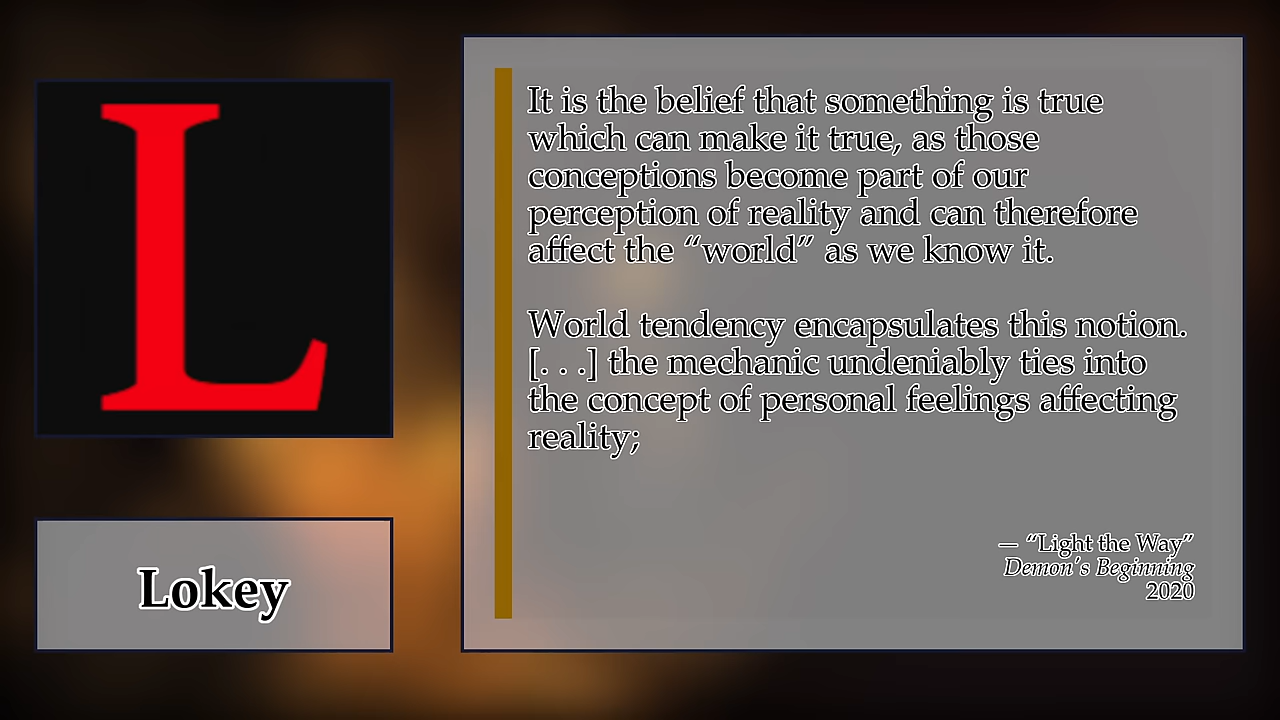 L
Lokey
It is the belief that something is true
which can make it true, as those
conceptions become part of our
perception of reality and can therefore
affect the “world” as we know it.
World tendency encapsulates this notion.
[. . .] the mechanic undeniably ties into
the concept of personal feelings affecting
reality;
— “Light the Way”
Demon's Beginning
2020